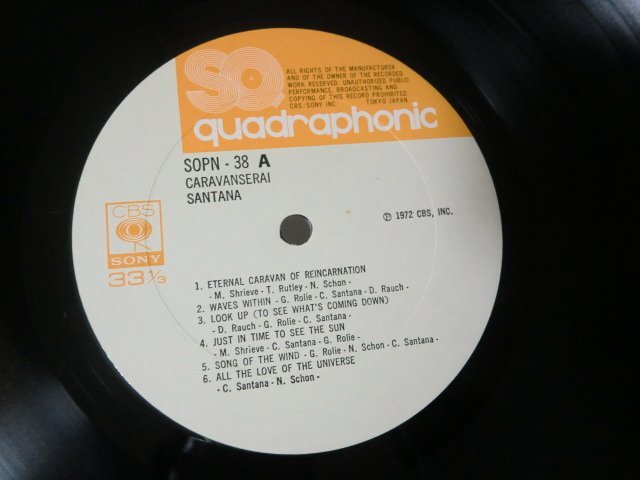 SQ
quadraphonic
ALL RIGHTS OF THE MANUFACTURER
AND OF THE OWNER OF THE RECORDED
WORK RESERVED. UNAUTHORIZED PUBLIC
PERFORMANCE, BROADCASTING AND
COPYING OF THIS RECORD PROHIBITED.
CBS/SONY INC. TOKYO JAPAN
SOPN - 38 A
CARAVANSERAI
SANTANA
℗ 1972 CBS, INC.
CBS
SONY
33 1/3
1. ETERNAL CARAVAN OF REINCARNATION
- M. Shrieve - T. Rutley - N. Schon -
2. WAVES WITHIN - G. Rolie - C. Santana - D. Rauch -
3. LOOK UP (TO SEE WHAT'S COMING DOWN)
- D. Rauch - G. Rolie - C. Santana -
4. JUST IN TIME TO SEE THE SUN
- M. Shrieve - C. Santana - G. Rolie -
5. SONG OF THE WIND - G. Rolie - N. Schon - C. Santana -
6. ALL THE LOVE OF THE UNIVERSE
- C. Santana - N. Schon -